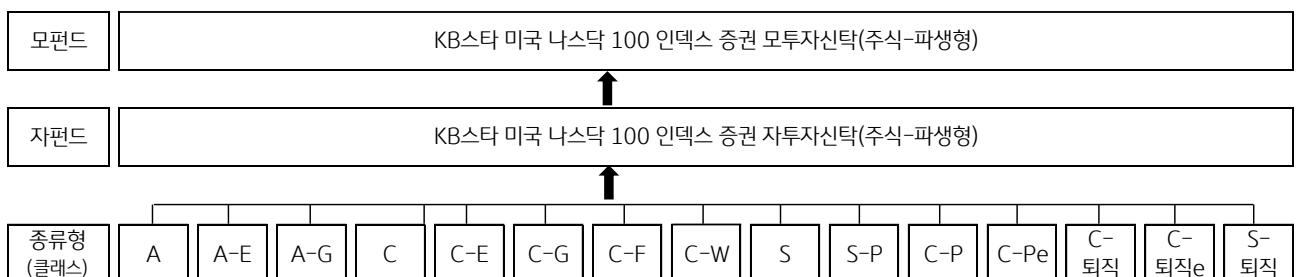 모펀드
KB스타 미국 나스닥 100 인덱스 증권 모투자신탁(주식-파생형)
자펀드
KB스타 미국 나스닥 100 인덱스 증권 자투자신탁(주식-파생형)
종류형
(클래스)
A
A-E
A-G
C
C-E
C-G
C-F
C-W
S
S-P
C-P
C-Pe
C-
퇴직
C-
퇴직e
S-
퇴직